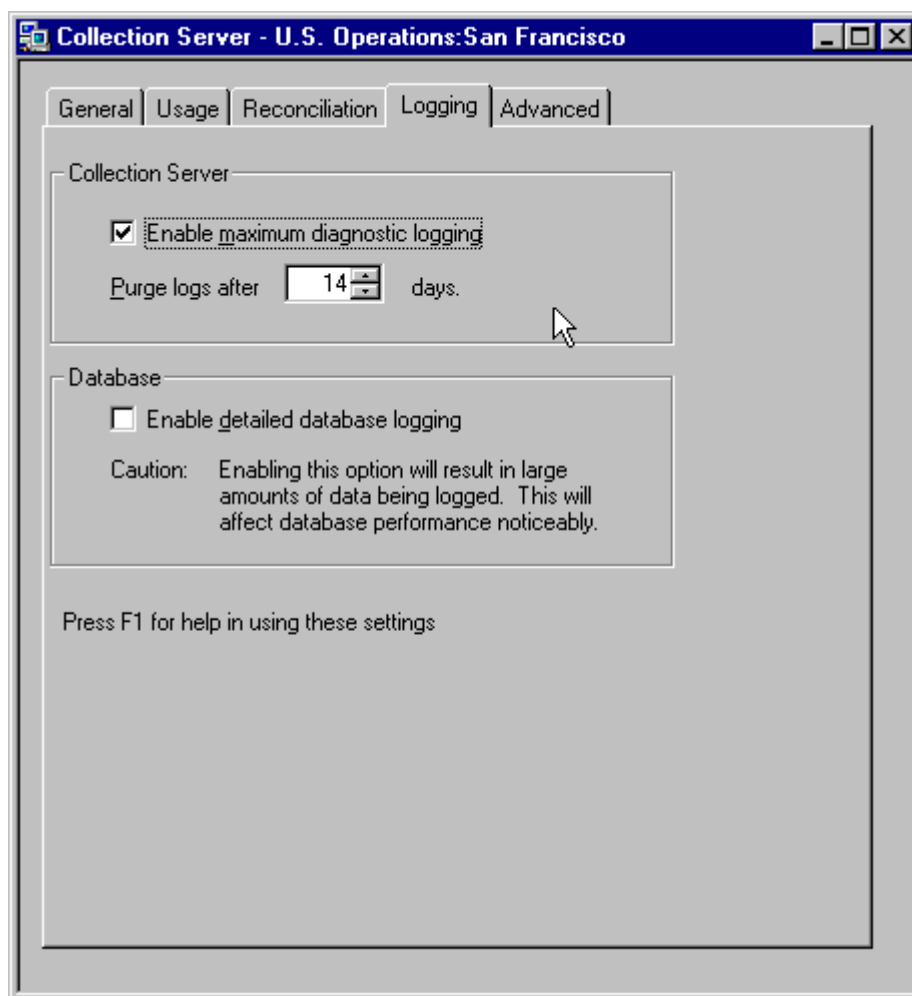 Collection Server - U.S. Operations:San Francisco
General Usage Reconciliation Logging Advanced
Collection Server
Enable maximum diagnostic logging
Purge logs after 14 days.
Database
Enable detailed database logging
Caution: Enabling this option will result in large
amounts of data being logged. This will
affect database performance noticeably.
Press F1 for help in using these settings